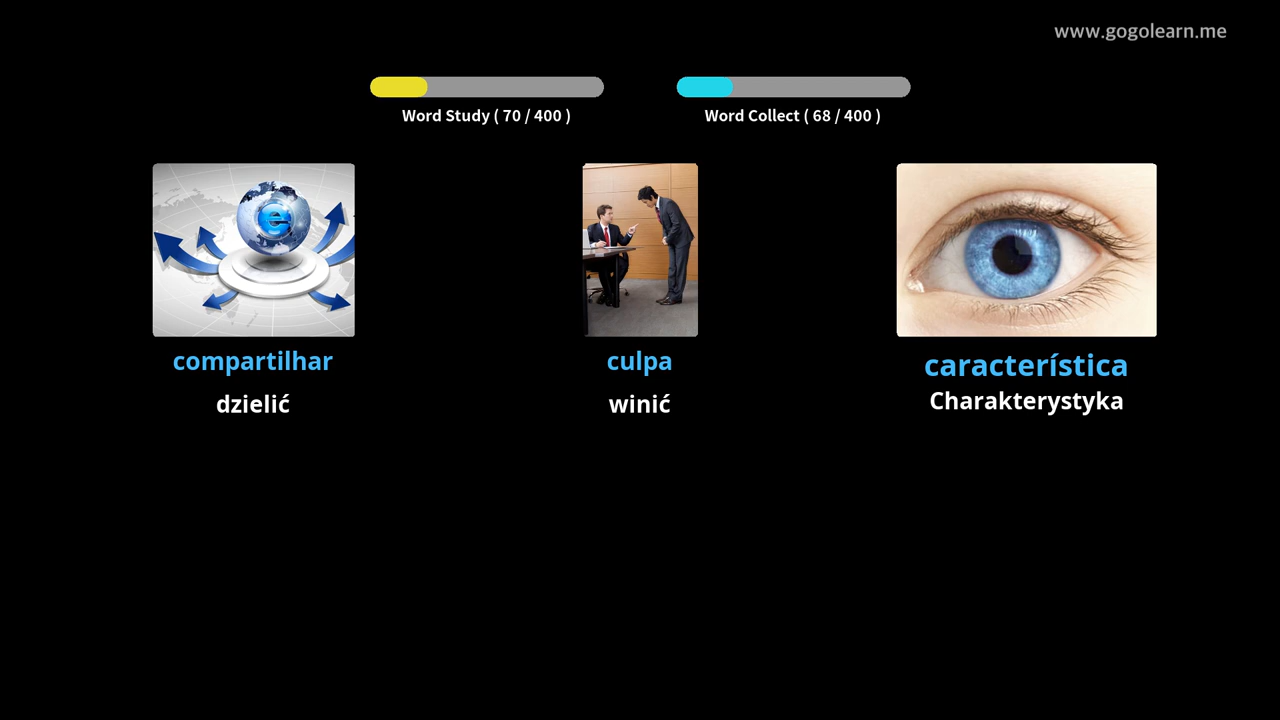 www.gogolearn.me
Word Study ( 70 / 400 )
Word Collect ( 68 / 400 )
e
compartilhar
culpa
característica
dzielić
winić
Charakterystyka